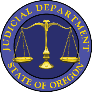 JUDICIAL DEPARTMENT
STATE OF OREGON